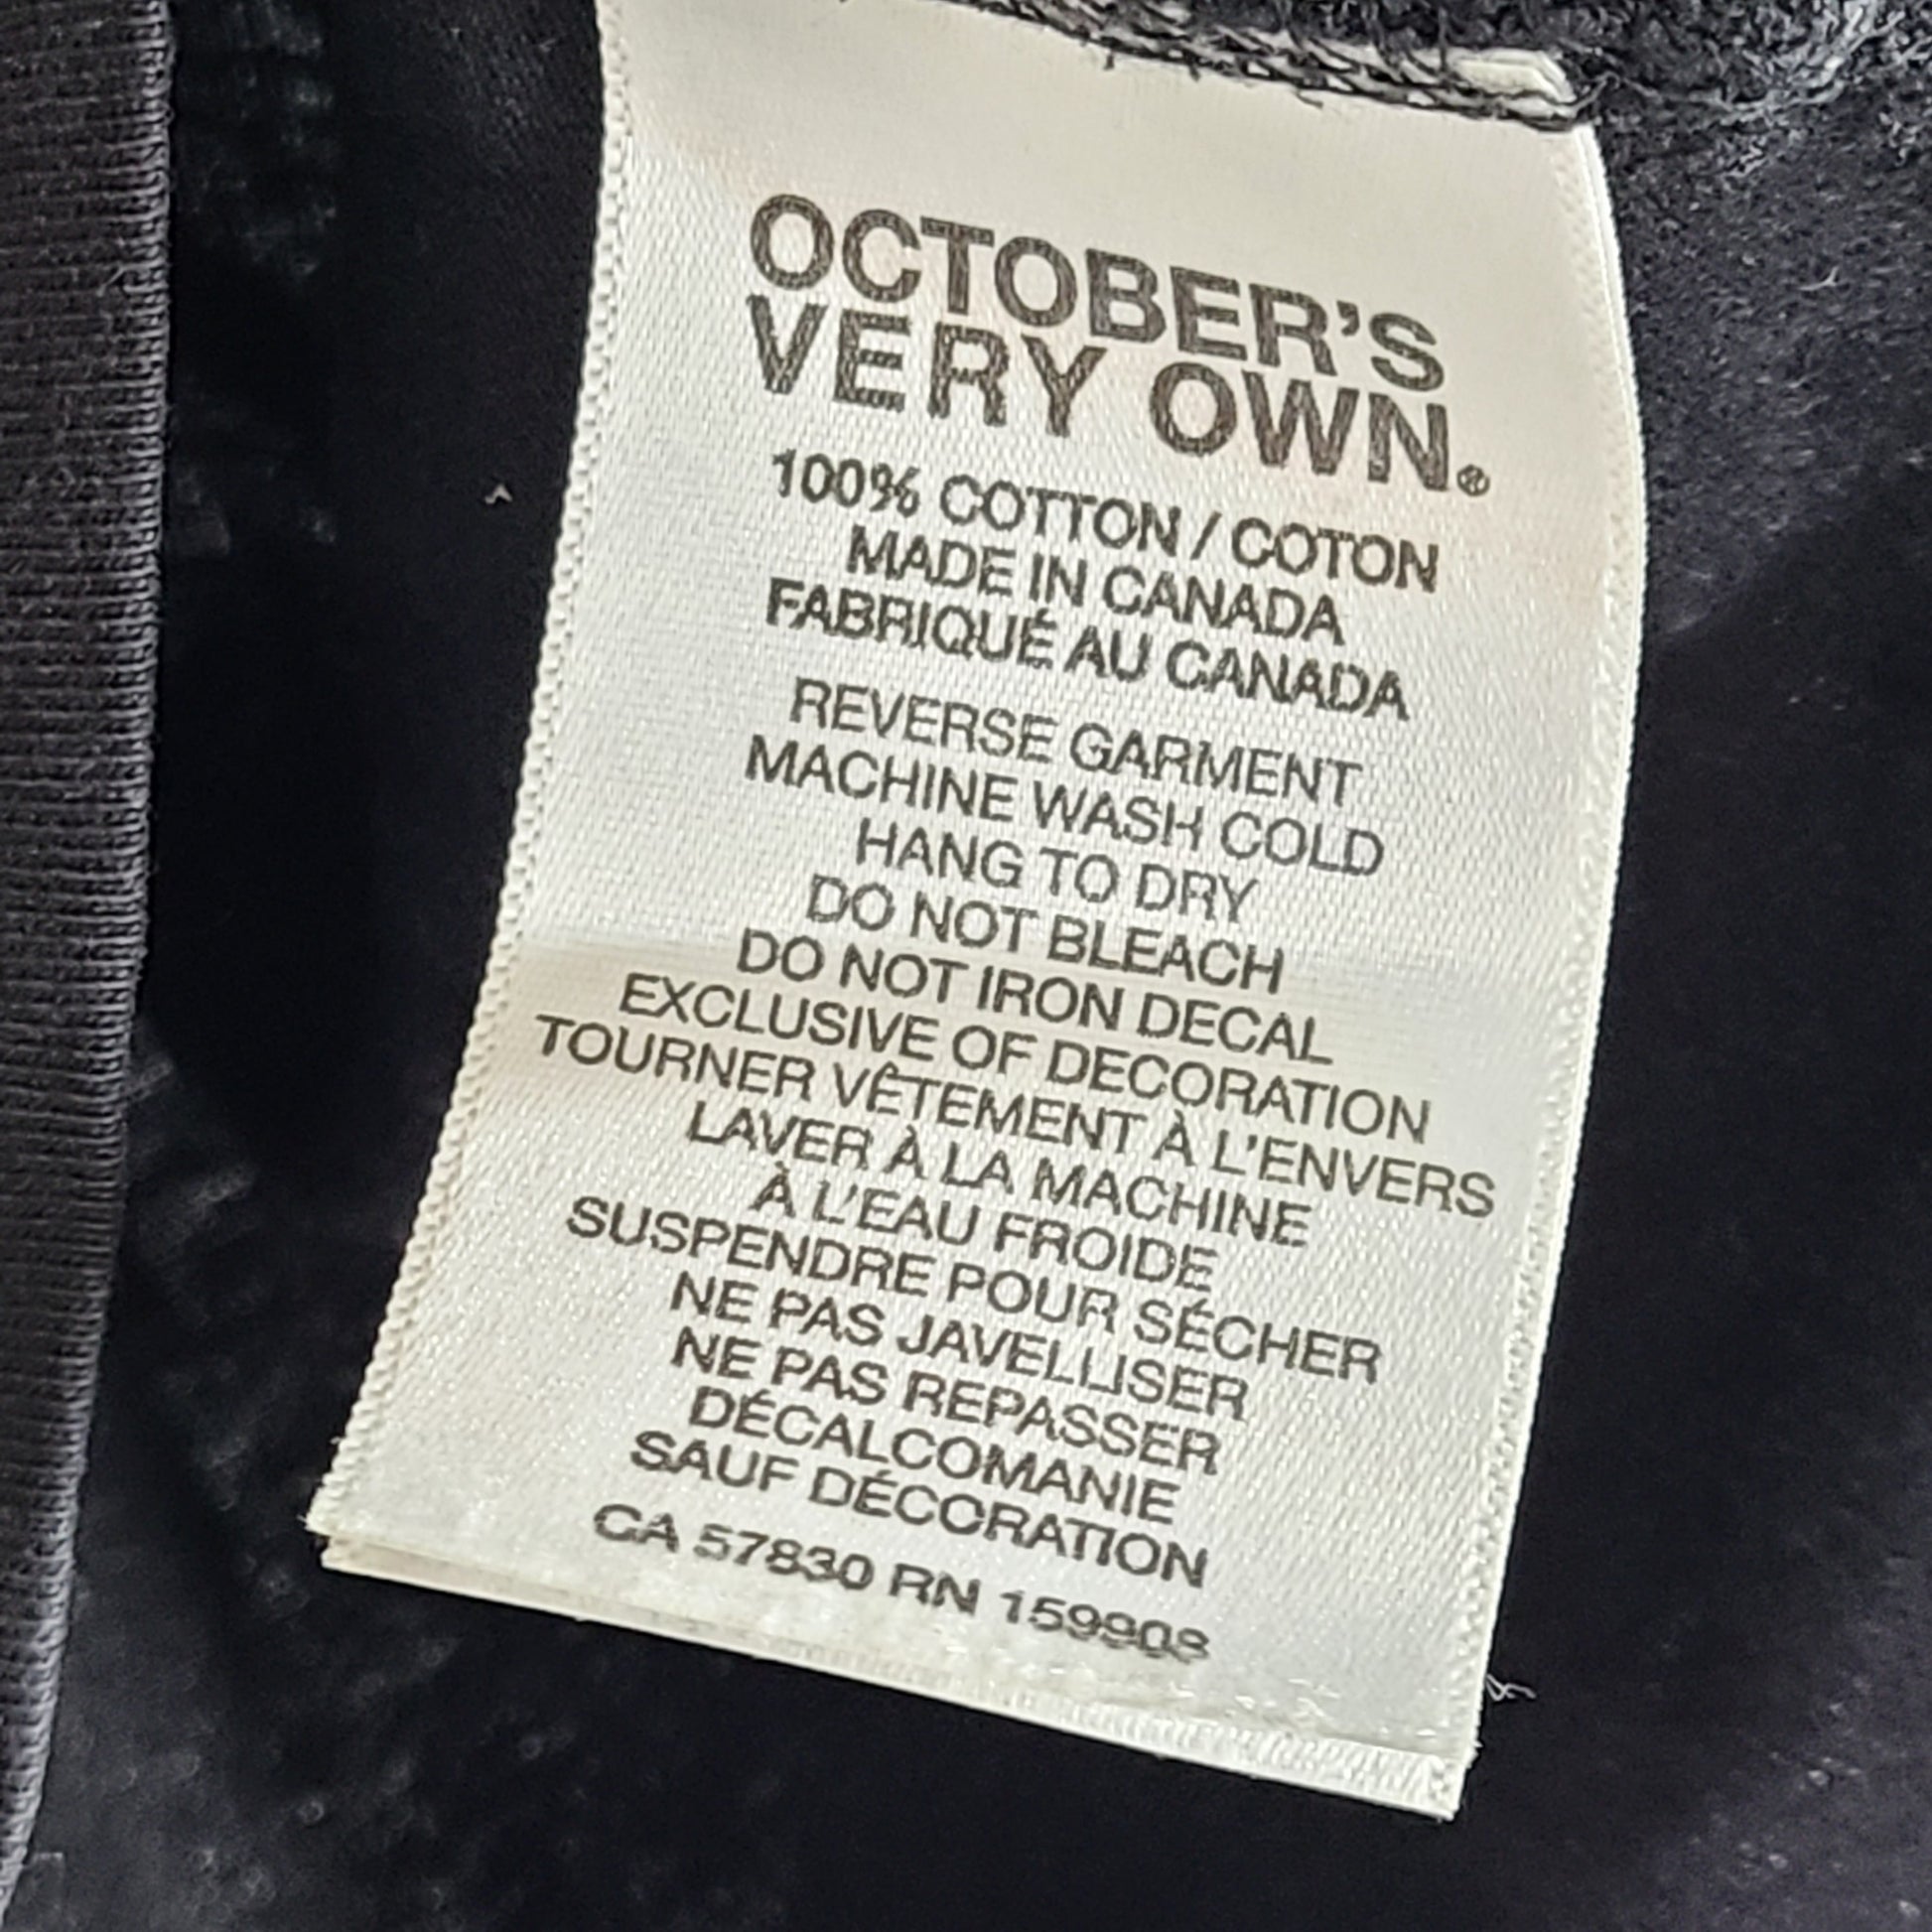 OCTOBER'S
VERY OWN®
100% COTTON / COTON
MADE IN CANADA
FABRIQUÉ AU CANADA
REVERSE GARMENT
MACHINE WASH COLD
HANG TO DRY
DO NOT BLEACH
DO NOT IRON DECAL
EXCLUSIVE OF DECORATION
TOURNER VÊTEMENT À L'ENVERS
LAVER À LA MACHINE
À L'EAU FROIDE
SUSPENDRE POUR SÉCHER
NE PAS JAVELLISER
NE PAS REPASSER
DÉCALCOMANIE
SAUF DÉCORATION
CA 57830 RN 159908